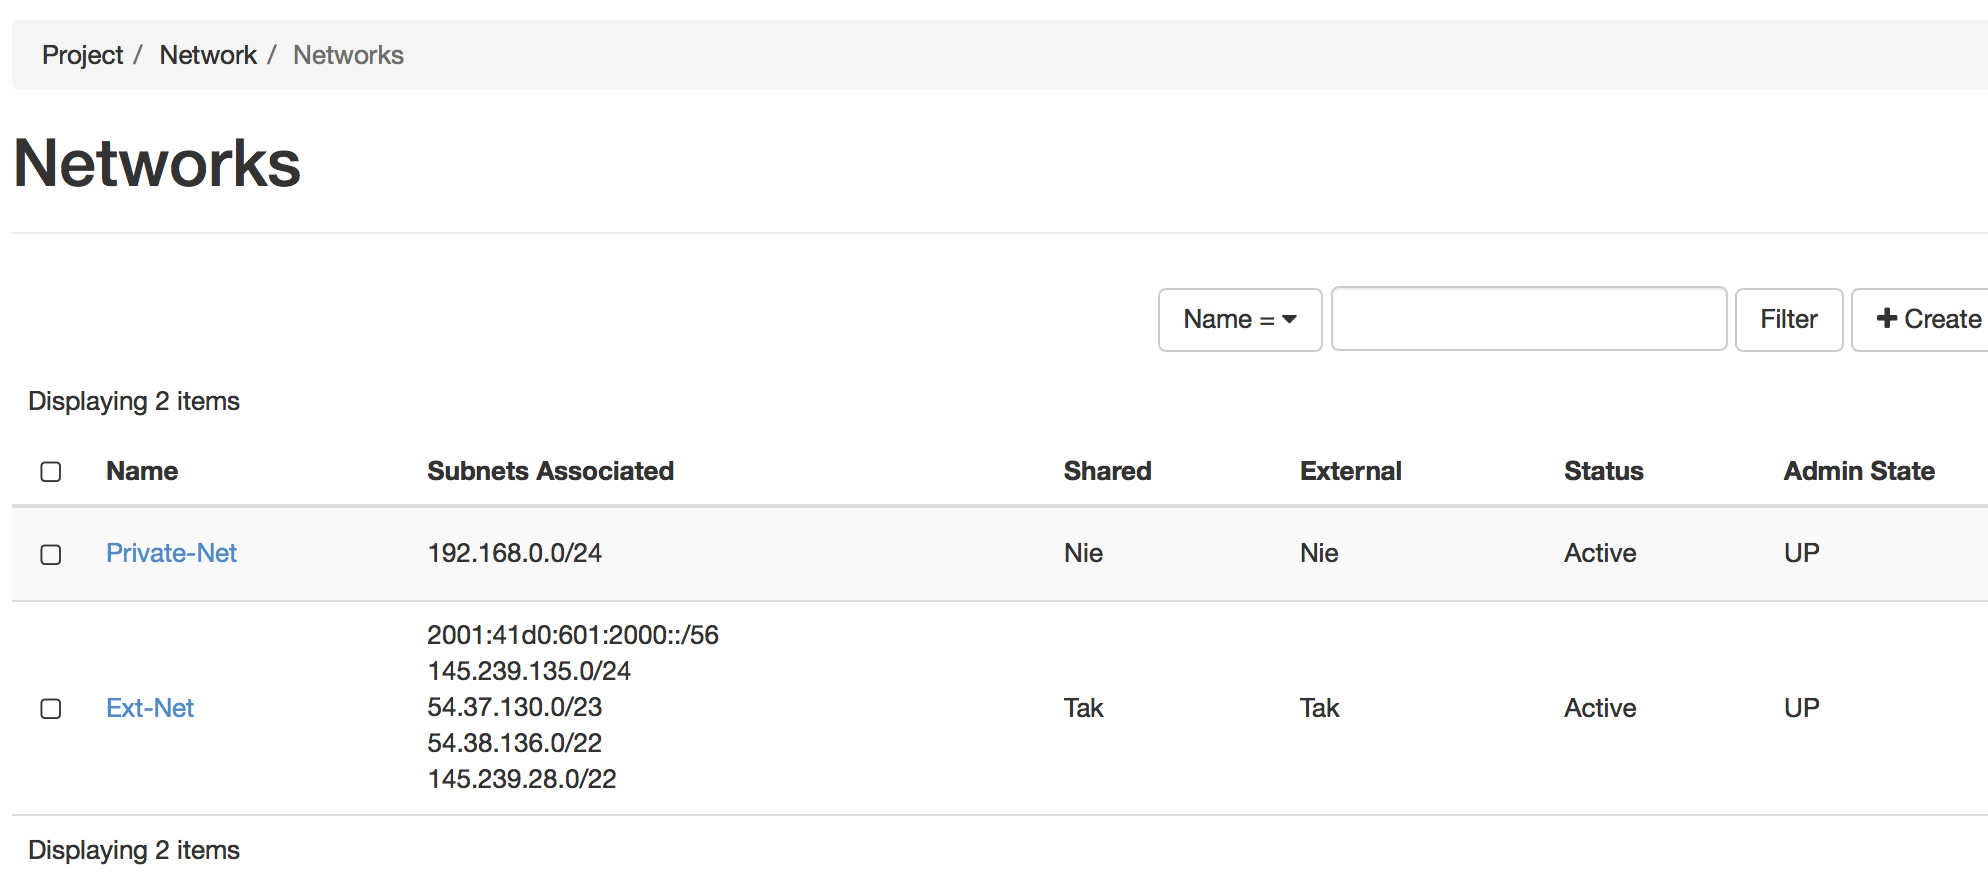 Project / Network / Networks
Networks
Name = Filter + Create
Displaying 2 items
Name Subnets Associated Shared External Status Admin State
Private-Net 192.168.0.0/24 Nie Nie Active UP
2001:41d0:601:2000::/56
145.239.135.0/24
Ext-Net 54.37.130.0/23 Tak Tak Active UP
54.38.136.0/22
145.239.28.0/22
Displaying 2 items